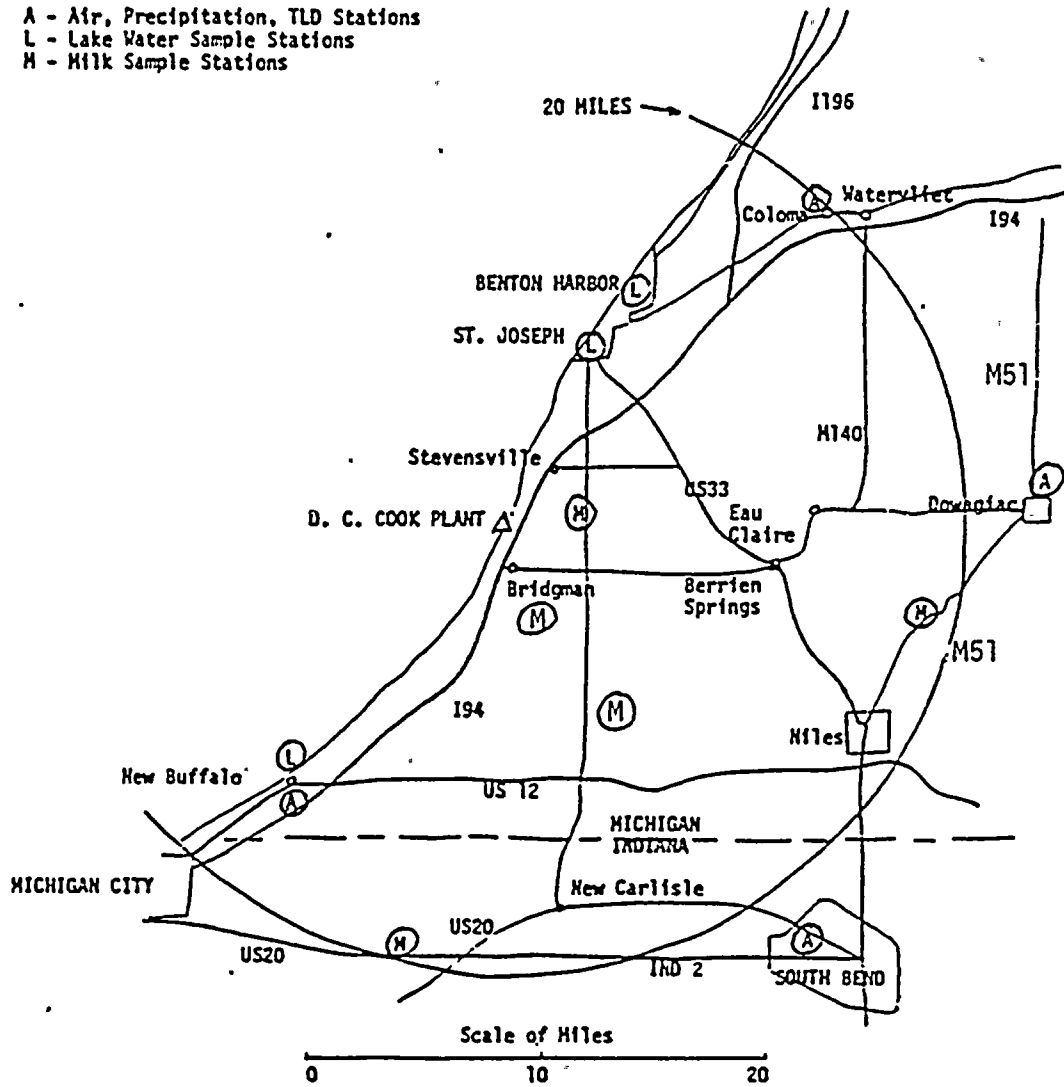 A - Air, Precipitation, TLD Stations
L - Lake Water Sample Stations
M - Milk Sample Stations
20 MILES
I196
A
Watervliet
Coloma
I94
BENTON HARBOR
L
ST. JOSEPH
L
M51
M140
Stevensville
US33
A
Dowagiac
D. C. COOK PLANT
M
Eau
Claire
Bridgman
Berrien
Springs
M
M
M51
I94
M
Niles
L
New Buffalo
US 12
A
MICHIGAN
INDIANA
MICHIGAN CITY
New Carlisle
US20
M
A
US20
IND 2
SOUTH BEND
Scale of Miles
0
10
20